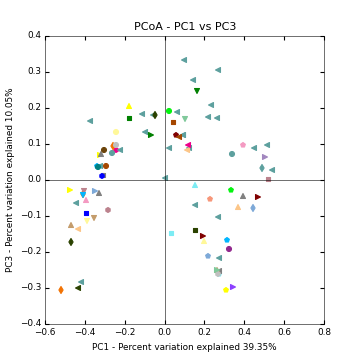 PCoA - PC1 vs PC3
0.4
0.3
0.2
0.1
0.0
−0.1
−0.2
−0.3
−0.4
−0.6 −0.4 −0.2 0.0 0.2 0.4 0.6 0.8
PC3 - Percent variation explained 10.05%
PC1 - Percent variation explained 39.35%